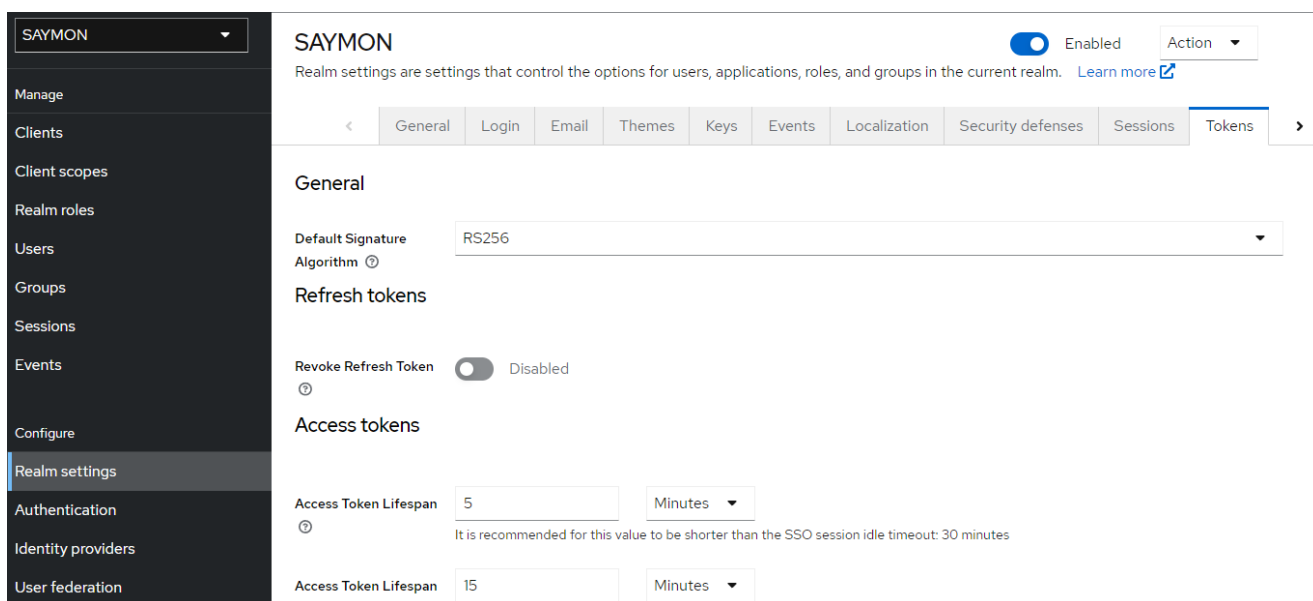 SAYMON
Manage
Clients
Client scopes
Realm roles
Users
Groups
Sessions
Events
Configure
Realm settings
Authentication
Identity providers
User federation
SAYMON
Enabled
Action
Realm settings are settings that control the options for users, applications, roles, and groups in the current realm. Learn more
General Login Email Themes Keys Events Localization Security defenses Sessions Tokens
General
Default Signature
Algorithm
RS256
Refresh tokens
Revoke Refresh Token
Disabled
Access tokens
Access Token Lifespan
5
Minutes
It is recommended for this value to be shorter than the SSO session idle timeout: 30 minutes
Access Token Lifespan
15
Minutes